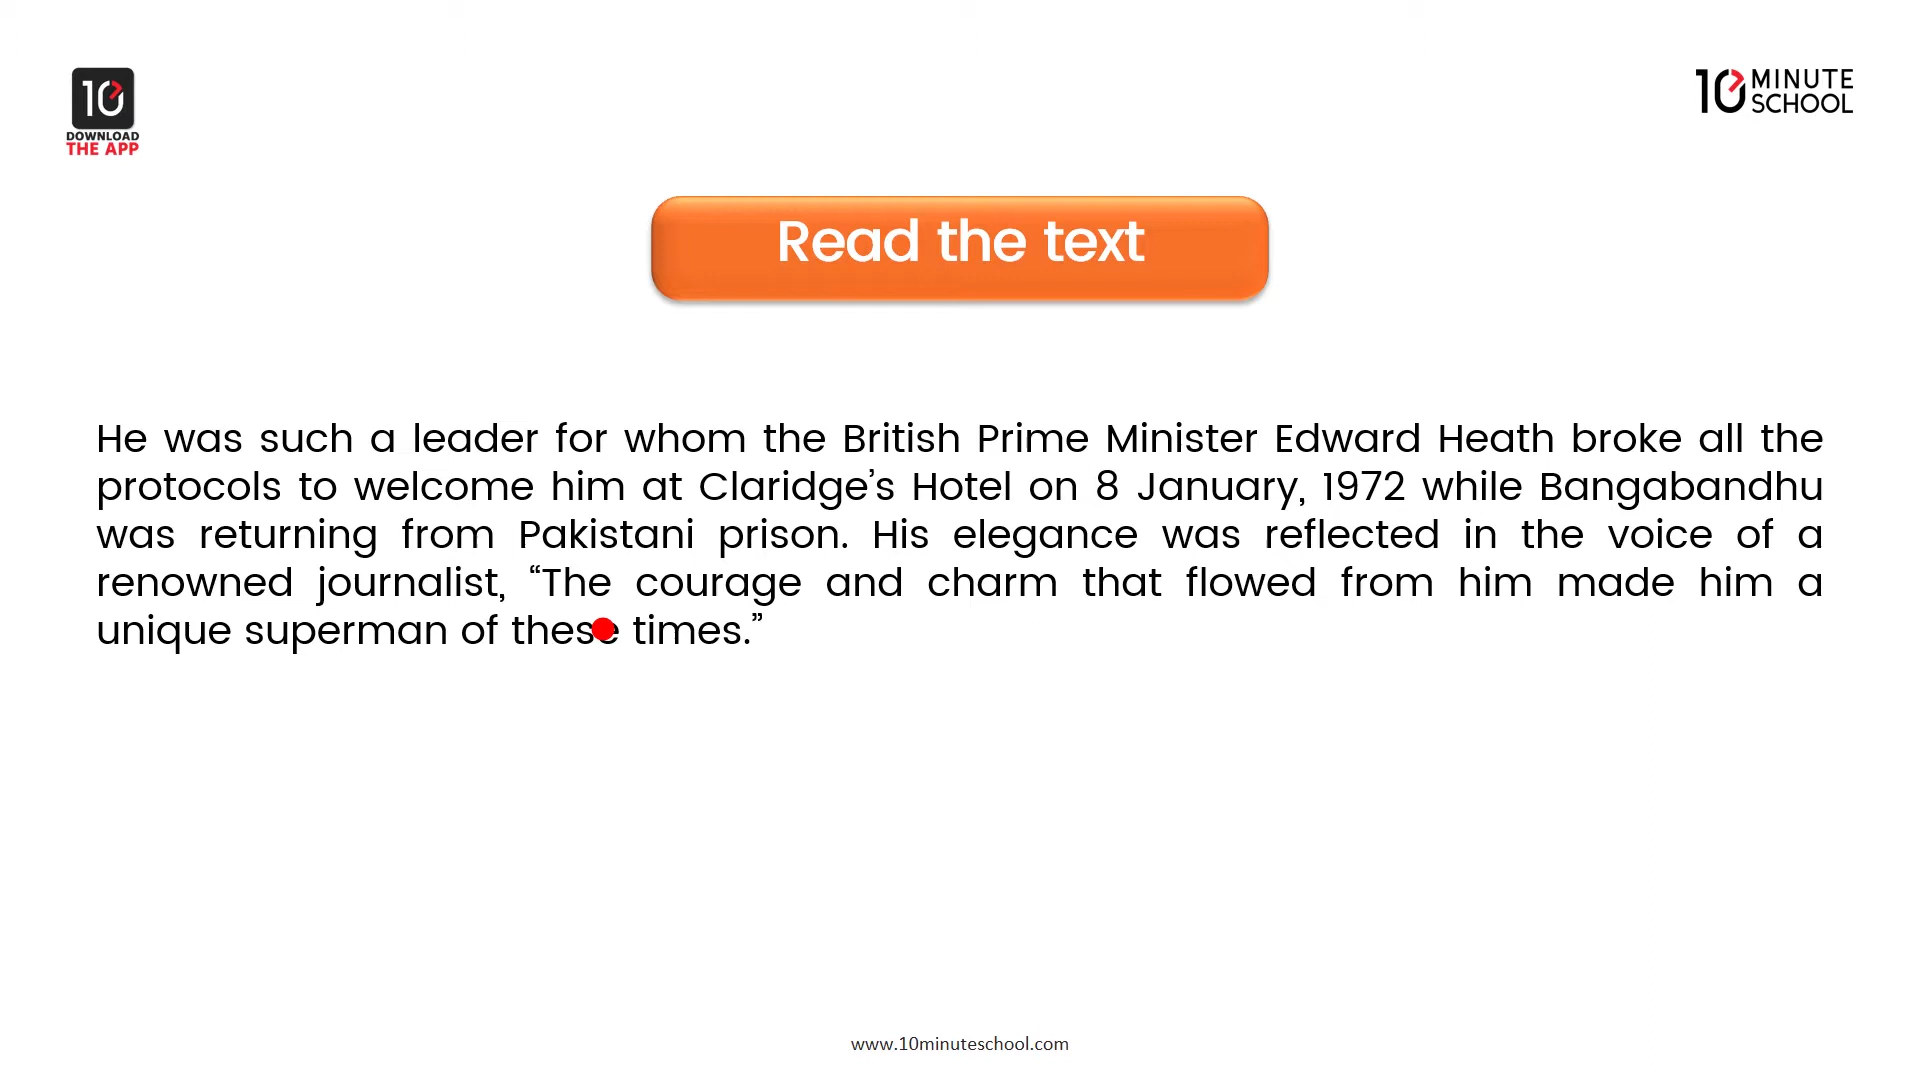 10
DOWNLOAD
THE APP
10 MINUTE
SCHOOL
Read the text
He was such a leader for whom the British Prime Minister Edward Heath broke all the
protocols to welcome him at Claridge’s Hotel on 8 January, 1972 while Bangabandhu
was returning from Pakistani prison. His elegance was reflected in the voice of a
renowned journalist, “The courage and charm that flowed from him made him a
unique superman of these times.”
www.10minuteschool.com